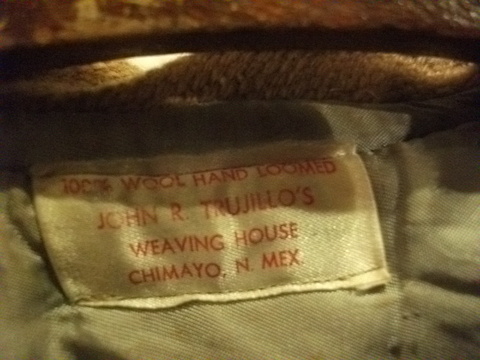 100% WOOL HAND LOOMED
JOHN R. TRUJILLO'S
WEAVING HOUSE
CHIMAYO, N. MEX.